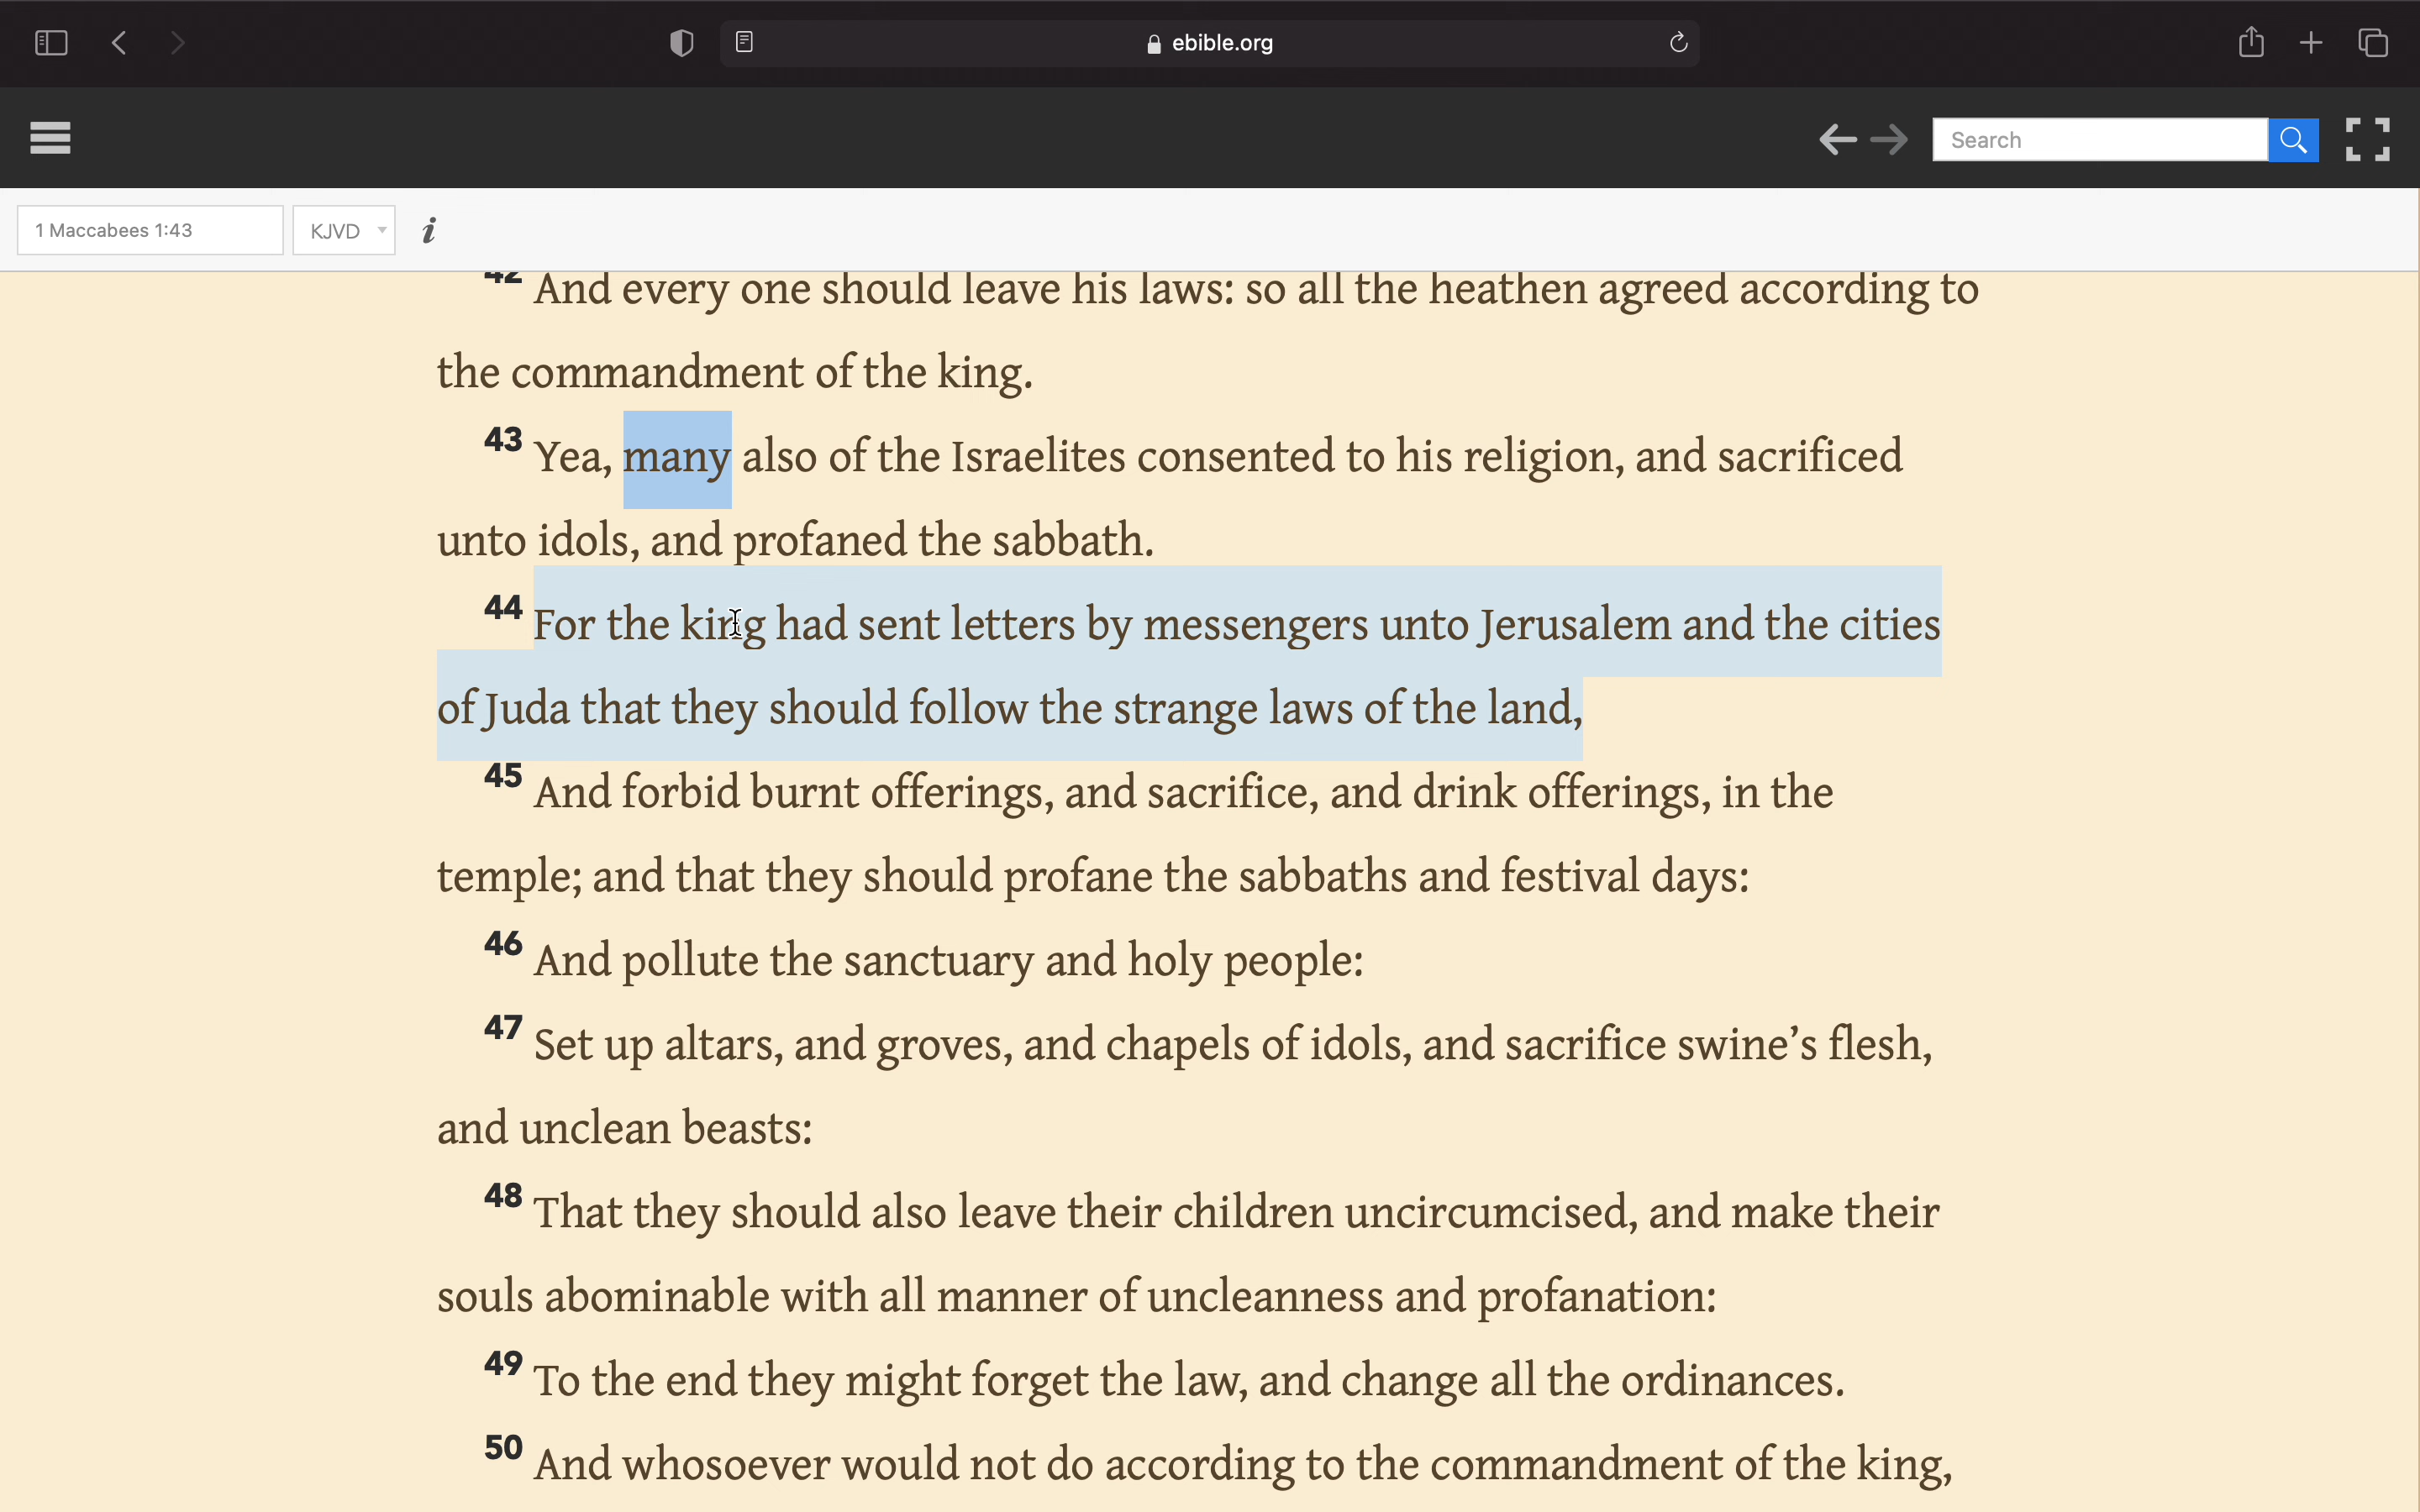 ebible.org
Search
1 Maccabees 1:43
KJVD
i
42 And every one should leave his laws: so all the heathen agreed according to
the commandment of the king.
43 Yea, many also of the Israelites consented to his religion, and sacrificed
unto idols, and profaned the sabbath.
44 For the king had sent letters by messengers unto Jerusalem and the cities
of Juda that they should follow the strange laws of the land,
45 And forbid burnt offerings, and sacrifice, and drink offerings, in the
temple; and that they should profane the sabbaths and festival days:
46 And pollute the sanctuary and holy people:
47 Set up altars, and groves, and chapels of idols, and sacrifice swine’s flesh,
and unclean beasts:
48 That they should also leave their children uncircumcised, and make their
souls abominable with all manner of uncleanness and profanation:
49 To the end they might forget the law, and change all the ordinances.
50 And whosoever would not do according to the commandment of the king,